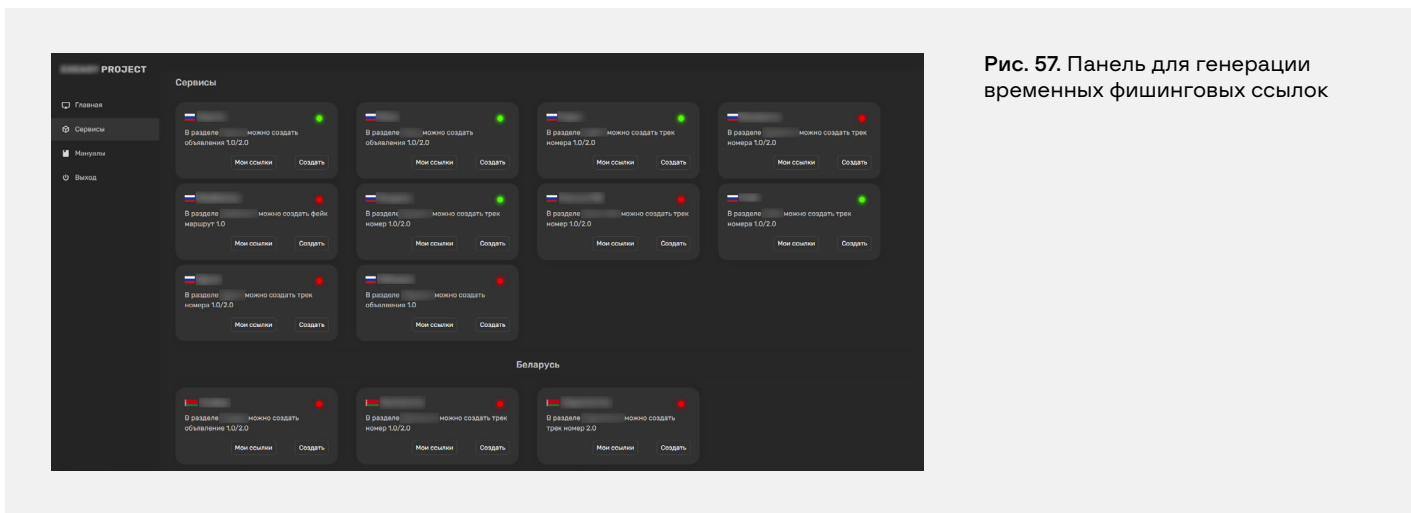 PROJECT
Главная
Сервисы
Мануалы
Выход
Сервисы
В разделе можно создать
объявления 1.0/2.0
Мои ссылки Создать
В разделе можно создать
объявления 1.0/2.0
Мои ссылки Создать
В разделе можно создать трек
номера 1.0/2.0
Мои ссылки Создать
В разделе можно создать трек
номера 1.0/2.0
Мои ссылки Создать
В разделе можно создать фейк
маршрут 1.0
Мои ссылки Создать
В разделе можно создать трек
номер 1.0/2.0
Мои ссылки Создать
В разделе можно создать трек
номер 1.0/2.0
Мои ссылки Создать
В разделе можно создать трек
номера 1.0/2.0
Мои ссылки Создать
В разделе можно создать трек
номера 1.0/2.0
Мои ссылки Создать
В разделе можно создать
объявления 1.0
Мои ссылки Создать
Беларусь
В разделе можно создать
объявление 1.0/2.0
Мои ссылки Создать
В разделе можно создать трек
номер 1.0/2.0
Мои ссылки Создать
В разделе можно создать
трек номер 2.0
Мои ссылки Создать
Рис. 57. Панель для генерации
временных фишинговых ссылок